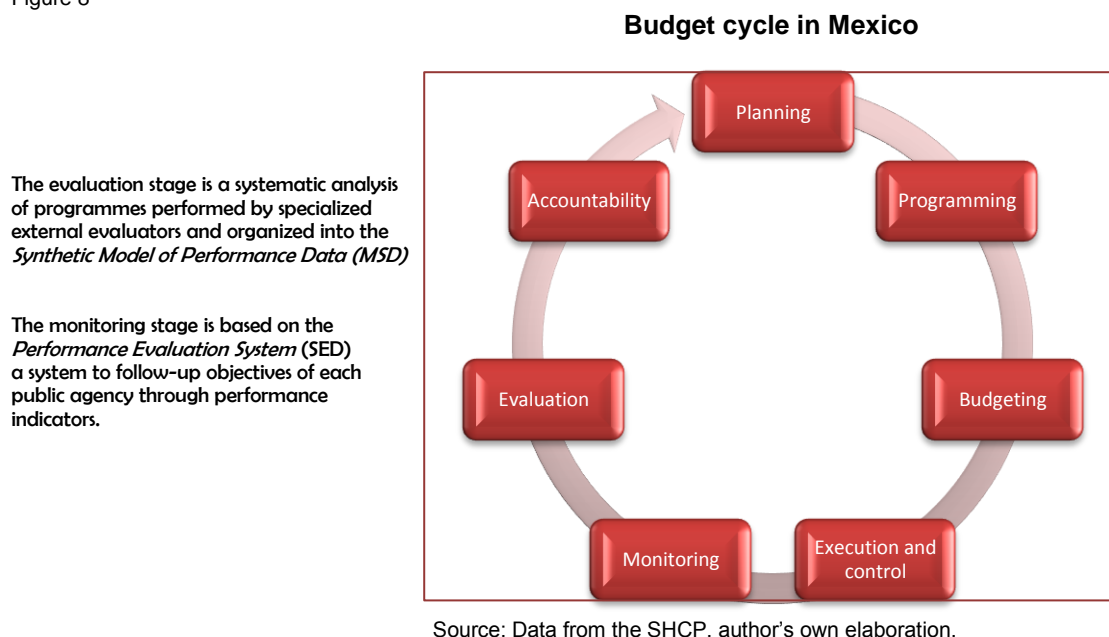 Figure 8
Budget cycle in Mexico
The evaluation stage is a systematic analysis
of programmes performed by specialized
external evaluators and organized into the
Synthetic Model of Performance Data (MSD)
The monitoring stage is based on the
Performance Evaluation System (SED)
a system to follow-up objectives of each
public agency through performance
indicators.
Planning
Programming
Budgeting
Execution and
control
Monitoring
Evaluation
Accountability
Source: Data from the SHCP, author's own elaboration.